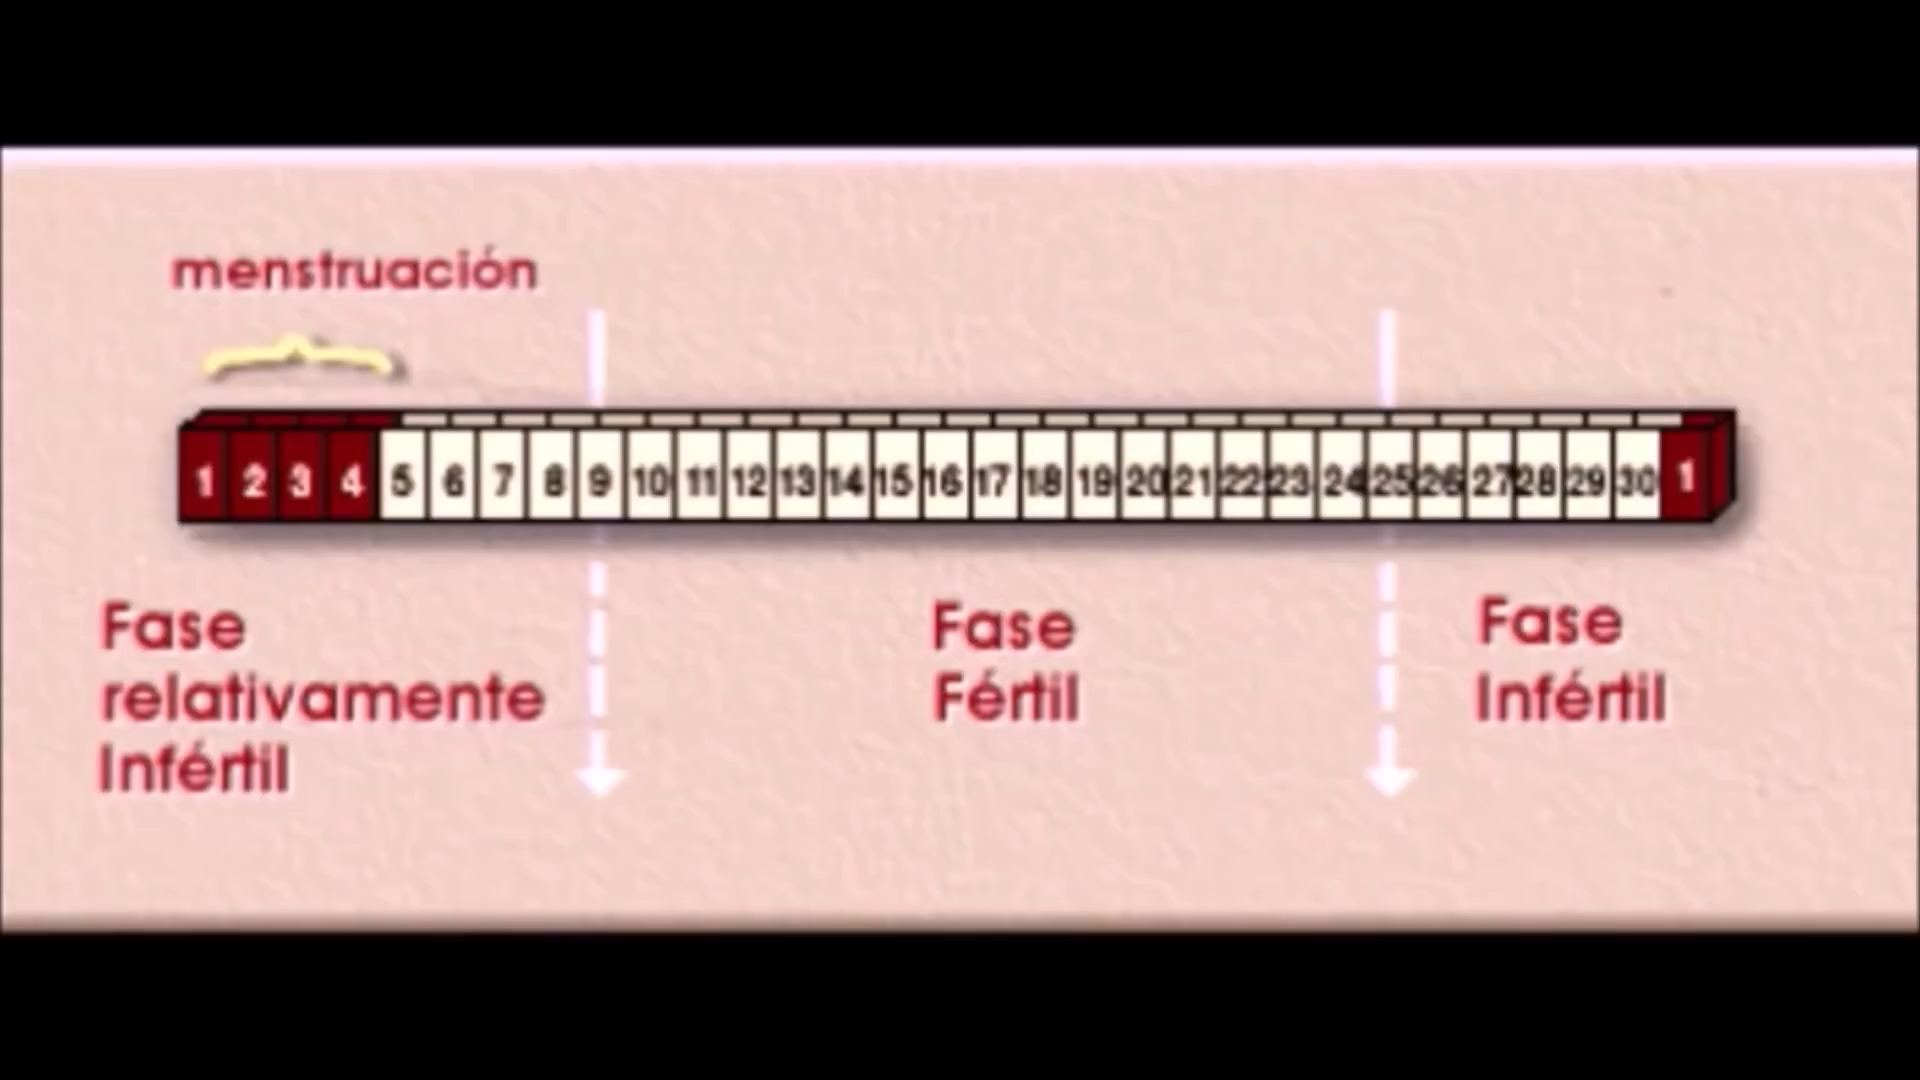 menstruación
1 2 3 4 5 6 7 8 9 10 11 12 13 14 15 16 17 18 19 20 21 22 23 24 25 26 27 28 29 30 1
Fase
relativamente
Infértil
Fase
Fértil
Fase
Infértil